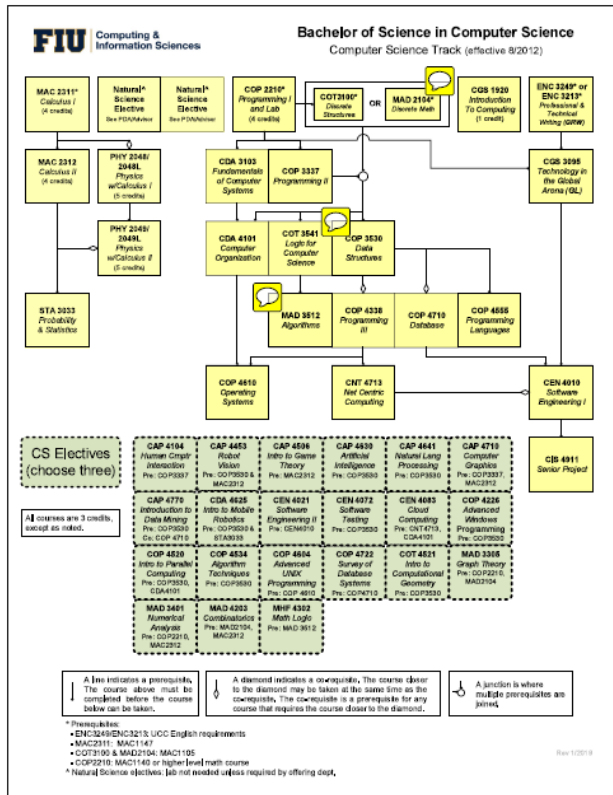 FIU Computing &
Information Sciences
Bachelor of Science in Computer Science
Computer Science Track (effective 8/2012)
MAC 2311*
Calculus I
(4 credits)
Natural^
Science
Elective
See PDA/Advisor
Natural^
Science
Elective
See PDA/Advisor
COP 2210*
Programming I
and Lab
(4 credits)
COT3100*
Discrete
Structures
OR
MAD 2104*
Discrete Math
CGS 1920
Introduction
To Computing
(1 credit)
ENC 3249* or
ENC 3213*
Professional &
Technical
Writing (GRW)
MAC 2312
Calculus II
(4 credits)
PHY 2048/
2048L
Physics
w/Calculus I
(5 credits)
CDA 3103
Fundamentals
of Computer
Systems
COP 3337
Programming II
CGS 3095
Technology in
the Global
Arena (GL)
PHY 2049/
2049L
Physics
w/Calculus II
(5 credits)
CDA 4101
Computer
Organization
COT 3541
Logic for
Computer
Science
COP 3530
Data
Structures
STA 3033
Probability
& Statistics
MAD 3512
Algorithms
COP 4338
Programming
III
COP 4710
Database
COP 4555
Programming
Languages
COP 4610
Operating
Systems
CNT 4713
Net Centric
Computing
CEN 4010
Software
Engineering I
CIS 4911
Senior Project
CS Electives
(choose three)
CAP 4104
Human Cmptr
Interaction
Pre: COP3337
CAP 4453
Robot
Vision
Pre: COP3530 &
MAC2312
CAP 4506
Intro to Game
Theory
Pre: MAC2312
CAP 4630
Artificial
Intelligence
Pre: COP3530
CAP 4641
Natural Lang
Processing
Pre: COP3530
CAP 4710
Computer
Graphics
Pre: COP3337,
MAC2312
CAP 4770
Introduction to
Data Mining
Pre: COP3530
Co: COP 4710
CDA 4625
Intro to Mobile
Robotics
Pre: COP3530 &
STA3033
CEN 4021
Software
Engineering II
Pre: CEN4010
CEN 4072
Software
Testing
Pre: COP3530
CEN 4083
Cloud
Computing
Pre: CNT4713,
CDA4101
COP 4226
Advanced
Windows
Programming
Pre: COP3530
COP 4520
Intro to Parallel
Computing
Pre: COP3530,
CDA4101
COP 4534
Algorithm
Techniques
Pre: COP3530
COP 4604
Advanced
UNIX
Programming
Pre: COP 4610
COP 4722
Survey of
Database
Systems
Pre: COP4710
COT 4521
Intro to
Computational
Geometry
Pre: COP3530
MAD 3305
Graph Theory
Pre: COP2210,
MAD2104
MAD 3401
Numerical
Analysis
Pre: COP2210,
MAC2312
MAD 4203
Combinatorics
Pre: MAD2104,
MAC2312
MHF 4302
Math Logic
Pre: MAD 3512
All courses are 3 credits,
except as noted.
A line indicates a prerequisite.
The course above must be
completed before the course
below can be taken.
A diamond indicates a co-requisite. The course closer
to the diamond may be taken at the same time as the
co-requisite. The co-requisite is a prerequisite for any
course that requires the course closer to the diamond.
A junction is where
multiple prerequisites are
joined.
* Prerequisites:
• ENC3249/ENC3213: UCC English requirements
• MAC2311: MAC1147
• COT3100 & MAD2104: MAC1105
• COP2210: MAC1140 or higher level math course
^ Natural Science electives: lab not needed unless required by offering dept.